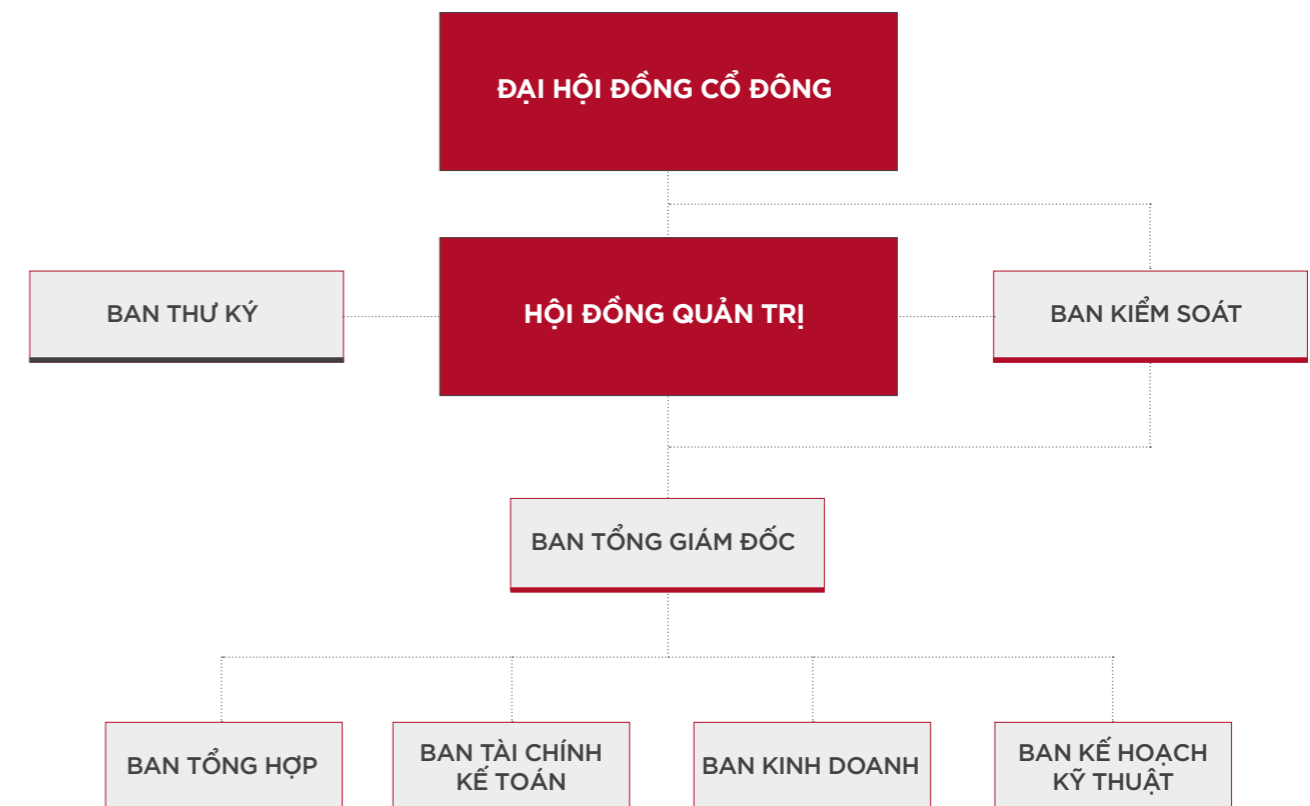 ĐẠI HỘI ĐỒNG CỔ ĐÔNG
BAN THƯ KÝ
HỘI ĐỒNG QUẢN TRỊ
BAN KIỂM SOÁT
BAN TỔNG GIÁM ĐỐC
BAN TỔNG HỢP
BAN TÀI CHÍNH
KẾ TOÁN
BAN KINH DOANH
BAN KẾ HOẠCH
KỸ THUẬT